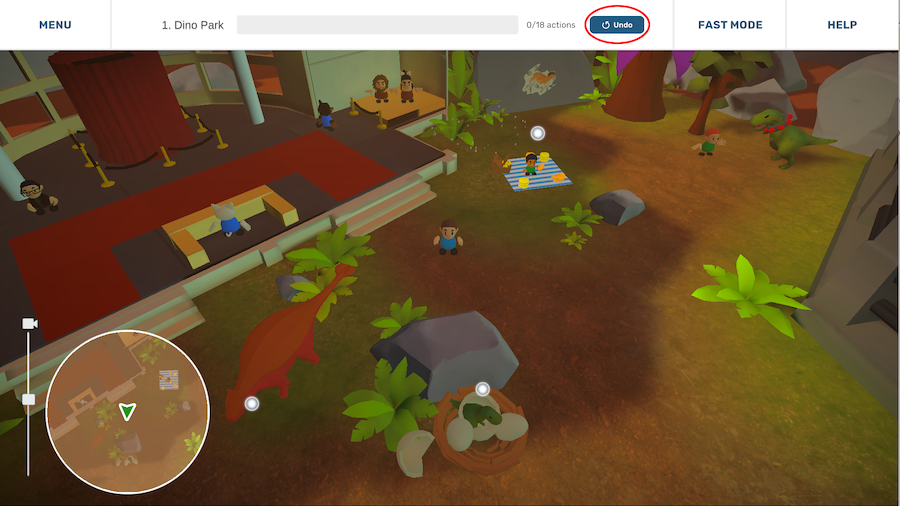 MENU
1. Dino Park
0/18 actions
Undo
FAST MODE
HELP